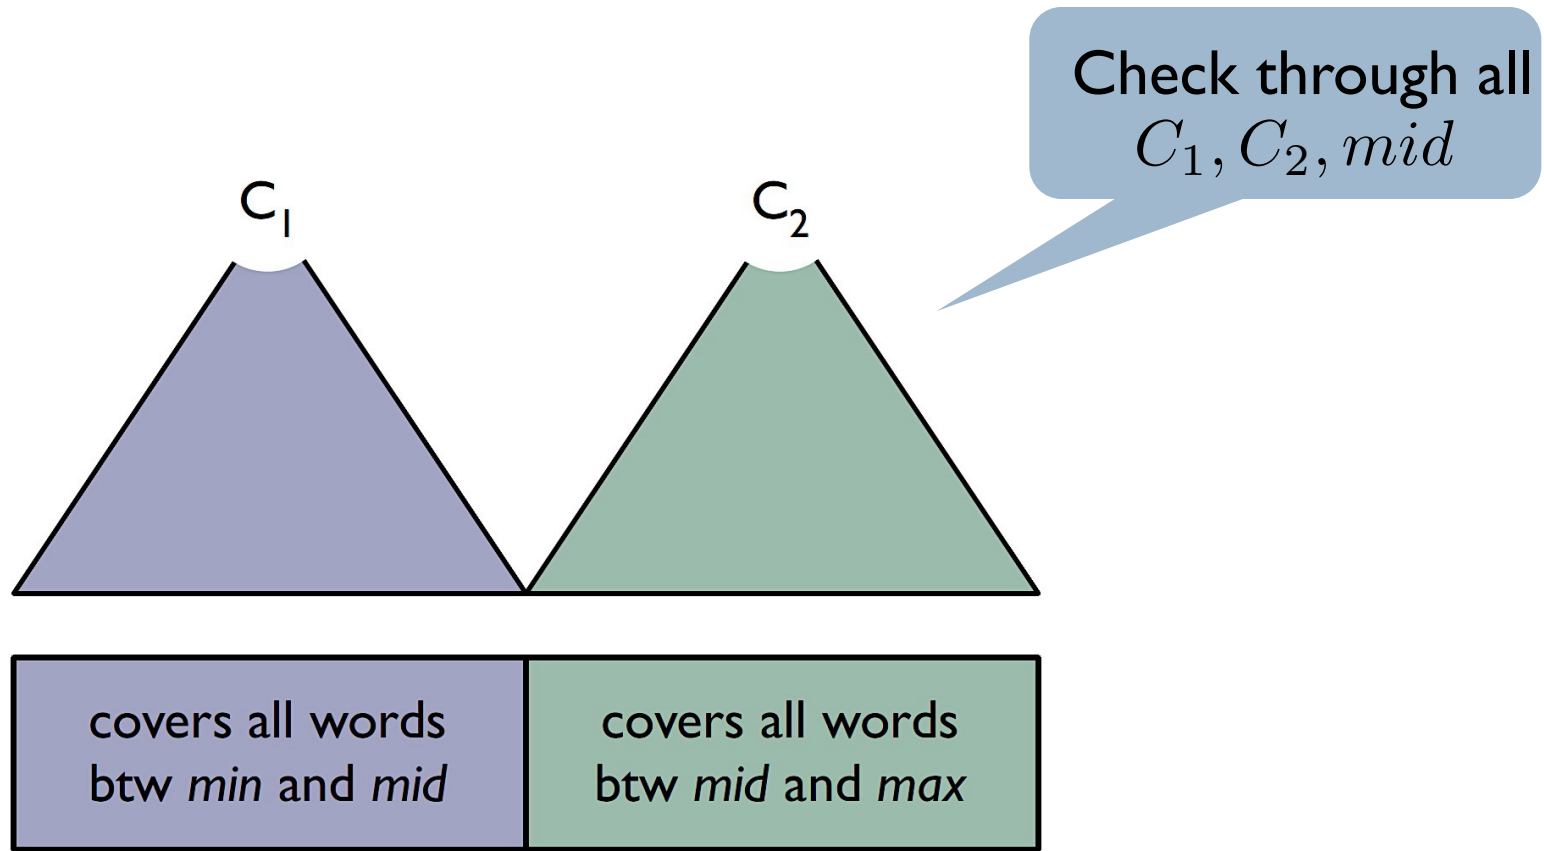 Check through all
C₁, C₂, mid
C₁
C₂
covers all words
btw min and mid
covers all words
btw mid and max